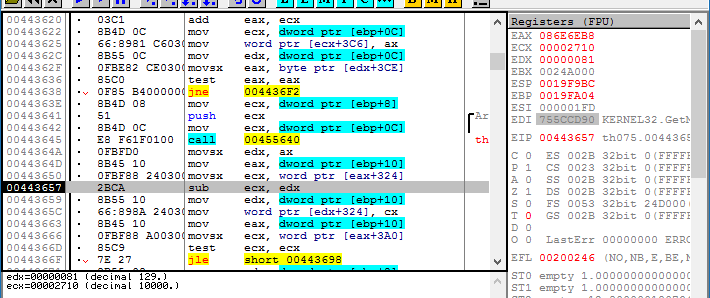 L E M T C B M H
00443620 03C1 add eax, ecx
00443622 8B4D 0C mov ecx, dword ptr [ebp+0C]
00443625 66:8981 C6030 mov word ptr [ecx+3C6], ax
0044362C 8B55 0C mov edx, dword ptr [ebp+0C]
0044362F 0FBE82 CE0300 movsx eax, byte ptr [edx+3CE]
00443636 85C0 test eax, eax
00443638 0F85 B4000000 jne 004436F2
0044363E 8B4D 08 mov ecx, dword ptr [ebp+8]
00443641 51 push ecx
00443642 8B4D 0C mov ecx, dword ptr [ebp+0C]
00443645 E8 F61F0100 call 00455640
0044364A 0FBFD0 movsx edx, ax
0044364D 8B45 10 mov eax, dword ptr [ebp+10]
00443650 0FBF88 240300 movsx ecx, word ptr [eax+324]
00443657 2BCA sub ecx, edx
00443659 8B55 10 mov edx, dword ptr [ebp+10]
0044365C 66:898A 24030 mov word ptr [edx+324], cx
00443663 8B45 10 mov eax, dword ptr [ebp+10]
00443666 0FBF88 A00300 movsx ecx, word ptr [eax+3A0]
0044366D 85C9 test ecx, ecx
0044366F 7E 27 jle short 00443698
Ar
th
edx=00000081 (decimal 129.)
ecx=00002710 (decimal 10000.)
Registers (FPU)
EAX 086E6EB8
ECX 00002710
EDX 00000081
EBX 0024A000
ESP 0019F9BC
EBP 0019FA04
ESI 000001FD
EDI 755CCD90 KERNEL32.GetM
EIP 00443657 th075.0044365
C 0 ES 002B 32bit 0(FFFFF
P 1 CS 0023 32bit 0(FFFFF
A 0 SS 002B 32bit 0(FFFFF
Z 1 DS 002B 32bit 0(FFFFF
S 0 FS 0053 32bit 24D000(
T 0 GS 002B 32bit 0(FFFFF
D 0
O 0 LastErr 00000000 ERRO
EFL 00200246 (NO,NB,E,BE,N
ST0 empty 1.0000000000000
ST1 empty 0.0000000000000